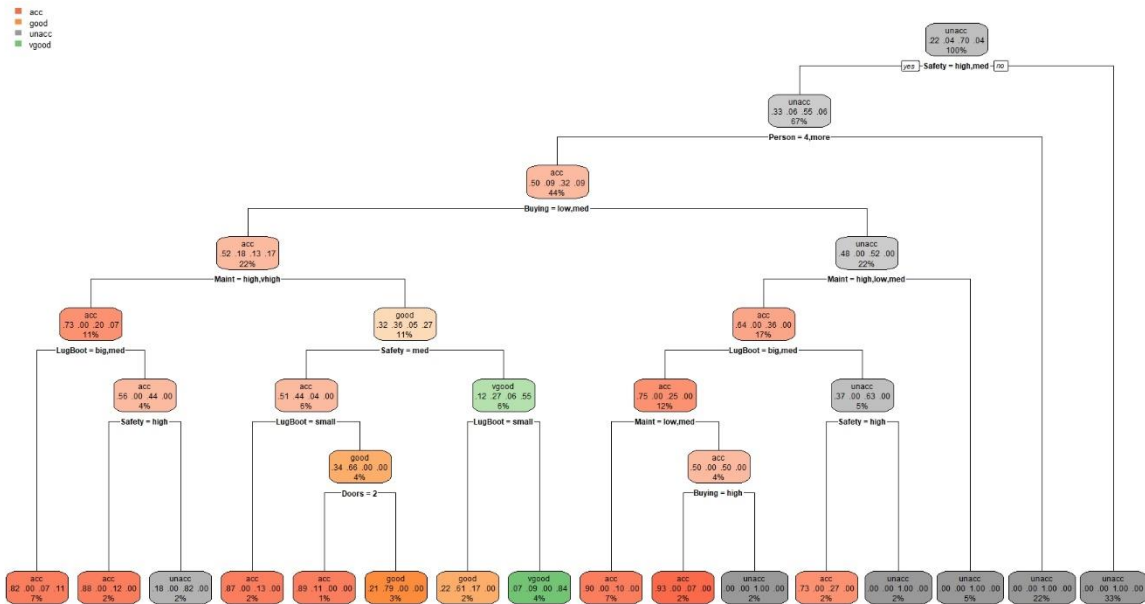 acc
good
unacc
vgood
unacc
.22 .04 .70 .04
100%
yes Safety = high,med no
unacc
.33 .06 .55 .06
67%
Person = 4,more
acc
.50 .09 .32 .09
44%
Buying = low,med
acc
.52 .18 .13 .17
22%
Maint = high,vhigh
unacc
.48 .00 .52 .00
22%
Maint = high,low,med
acc
.73 .00 .20 .07
11%
LugBoot = big,med
good
.32 .36 .05 .27
11%
Safety = med
acc
.64 .00 .36 .00
17%
LugBoot = big,med
acc
.56 .00 .44 .00
4%
Safety = high
acc
.51 .44 .04 .00
6%
LugBoot = small
vgood
.12 .27 .06 .55
6%
LugBoot = small
acc
.75 .00 .25 .00
12%
Maint = low,med
unacc
.37 .00 .63 .00
5%
Safety = high
good
.34 .66 .00 .00
4%
Doors = 2
acc
.50 .00 .50 .00
4%
Buying = high
acc
.82 .00 .07 .11
7%
acc
.88 .00 .12 .00
2%
unacc
.18 .00 .82 .00
2%
acc
.87 .00 .13 .00
2%
acc
.89 .11 .00 .00
1%
good
.21 .79 .00 .00
3%
good
.22 .61 .17 .00
2%
vgood
.07 .09 .00 .84
4%
acc
.90 .00 .10 .00
7%
acc
.93 .00 .07 .00
2%
unacc
.00 .00 1.00 .00
2%
acc
.73 .00 .27 .00
2%
unacc
.00 .00 1.00 .00
2%
unacc
.00 .00 1.00 .00
5%
unacc
.00 .00 1.00 .00
22%
unacc
.00 .00 1.00 .00
33%